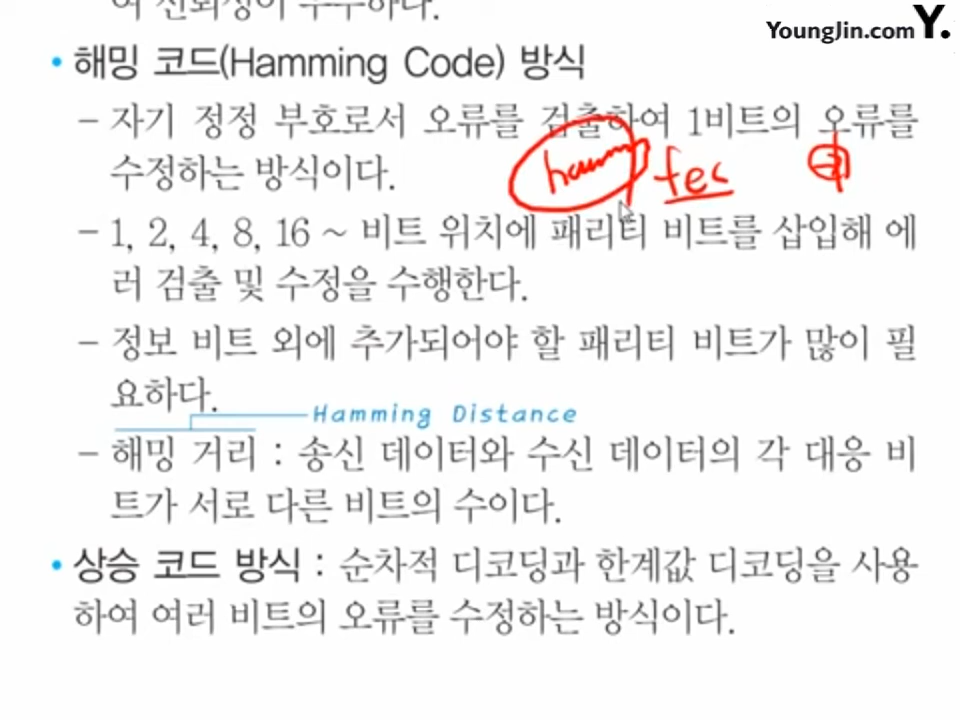 여 신뢰성이 우수하다.
Youngjin.com Y.
• 해밍 코드(Hamming Code) 방식
– 자기 정정 부호로서 오류를 검출하여 1비트의 오류를
수정하는 방식이다.
hamm
fec
– 1, 2, 4, 8, 16 ~ 비트 위치에 패리티 비트를 삽입해 에
러 검출 및 수정을 수행한다.
– 정보 비트 외에 추가되어야 할 패리티 비트가 많이 필
요하다.
Hamming Distance
– 해밍 거리 : 송신 데이터와 수신 데이터의 각 대응 비
트가 서로 다른 비트의 수이다.
• 상승 코드 방식 : 순차적 디코딩과 한계값 디코딩을 사용
하여 여러 비트의 오류를 수정하는 방식이다.